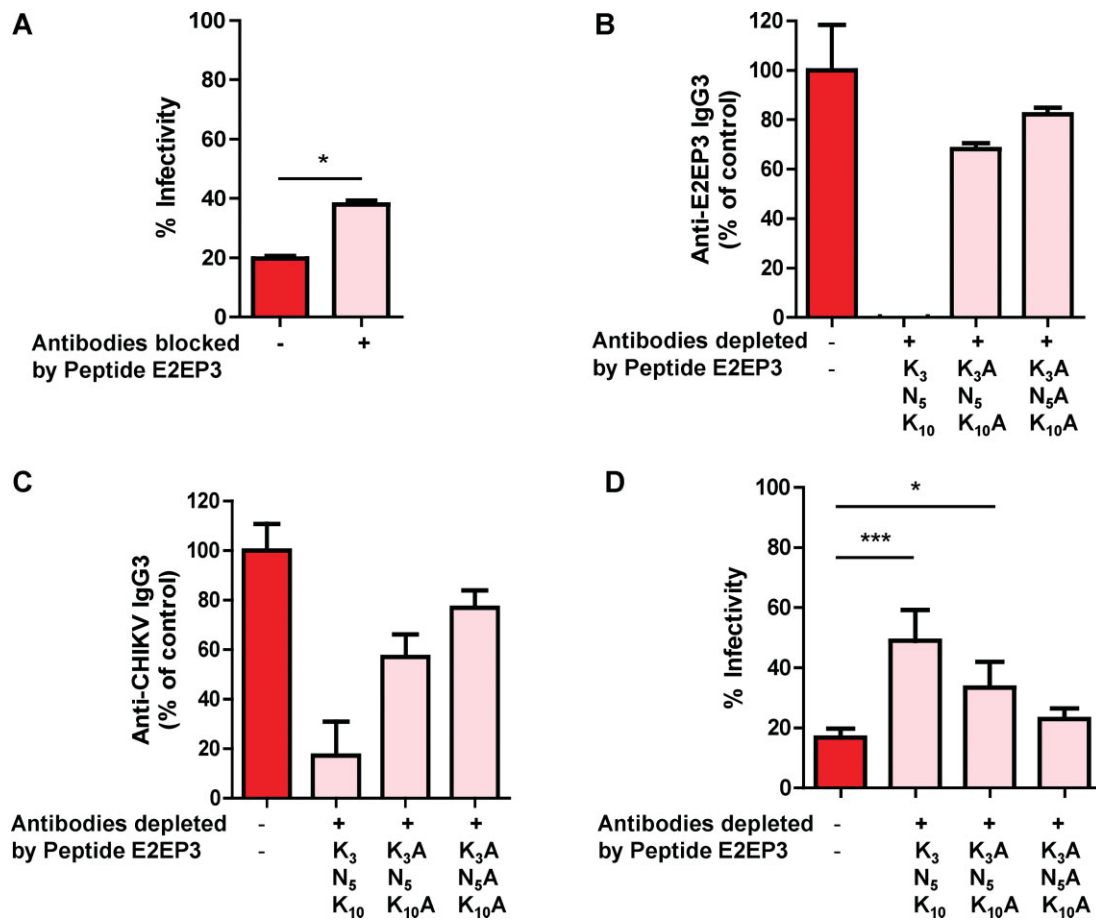 A
% Infectivity
100
80
60
40
20
0
*
Antibodies blocked - +
by Peptide E2EP3
B
Anti-E2EP3 IgG3
(% of control)
120
100
80
60
40
20
0
Antibodies depleted - + + +
by Peptide E2EP3 - K₃ K₃A K₃A
N₅ N₅ N₅A
K₁₀ K₁₀A K₁₀A
C
Anti-CHIKV IgG3
(% of control)
120
100
80
60
40
20
0
Antibodies depleted - + + +
by Peptide E2EP3 - K₃ K₃A K₃A
N₅ N₅ N₅A
K₁₀ K₁₀A K₁₀A
D
% Infectivity
100
80
60
40
20
0
*
***
Antibodies depleted - + + +
by Peptide E2EP3 - K₃ K₃A K₃A
N₅ N₅ N₅A
K₁₀ K₁₀A K₁₀A